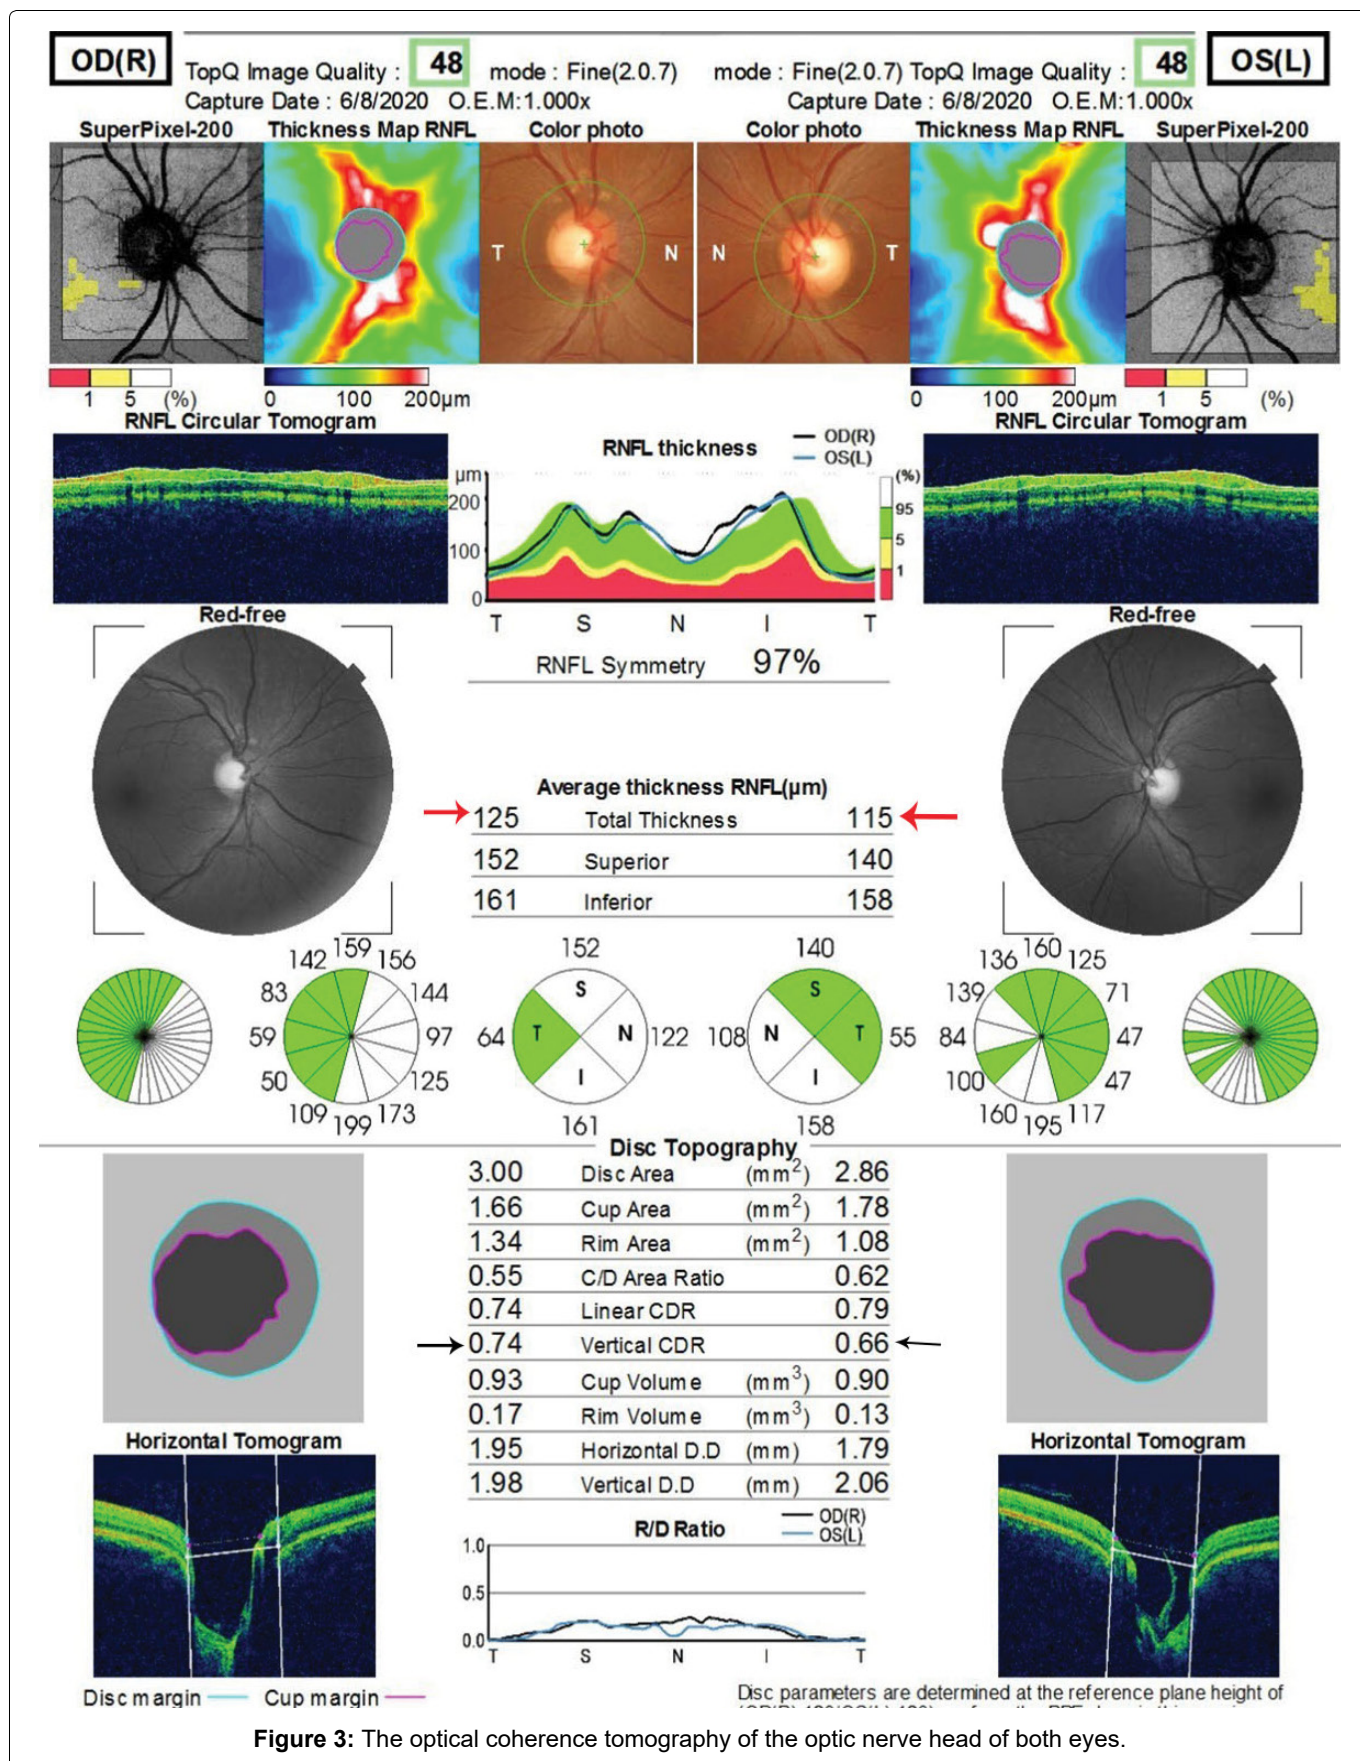 OD(R) TopQ Image Quality : 48 mode : Fine(2.0.7) mode : Fine(2.0.7) TopQ Image Quality : 48 OS(L)
Capture Date : 6/8/2020 O.E.M:1.000x Capture Date : 6/8/2020 O.E.M:1.000x
SuperPixel-200 Thickness Map RNFL Color photo Color photo Thickness Map RNFL SuperPixel-200
T N N T
1 5 (%) 0 100 200µm 0 100 200µm 1 5 (%)
RNFL Circular Tomogram RNFL Circular Tomogram
RNFL thickness OD(R)
OS(L)
µm (%)
200 95
100 5
0 1
T S N I T
RNFL Symmetry 97%
Red-free Red-free
Average thickness RNFL(µm)
125 Total Thickness 115
152 Superior 140
161 Inferior 158
142 159 156 152 140 136 160 125
83 144 S S 139 71
59 97 64 T N 122 108 N T 55 84 47
50 125 I I 100 47
109 199 173 161 158 160 195 117
Disc Topography
3.00 Disc Area (mm²) 2.86
1.66 Cup Area (mm²) 1.78
1.34 Rim Area (mm²) 1.08
0.55 C/D Area Ratio 0.62
0.74 Linear CDR 0.79
0.74 Vertical CDR 0.66
0.93 Cup Volume (mm³) 0.90
0.17 Rim Volume (mm³) 0.13
1.95 Horizontal D.D (mm) 1.79
1.98 Vertical D.D (mm) 2.06
Horizontal Tomogram Horizontal Tomogram
R/D Ratio OD(R)
OS(L)
1.0
0.5
0.0
T S N I T
Disc margin Cup margin
Disc parameters are determined at the reference plane height of
Figure 3: The optical coherence tomography of the optic nerve head of both eyes.